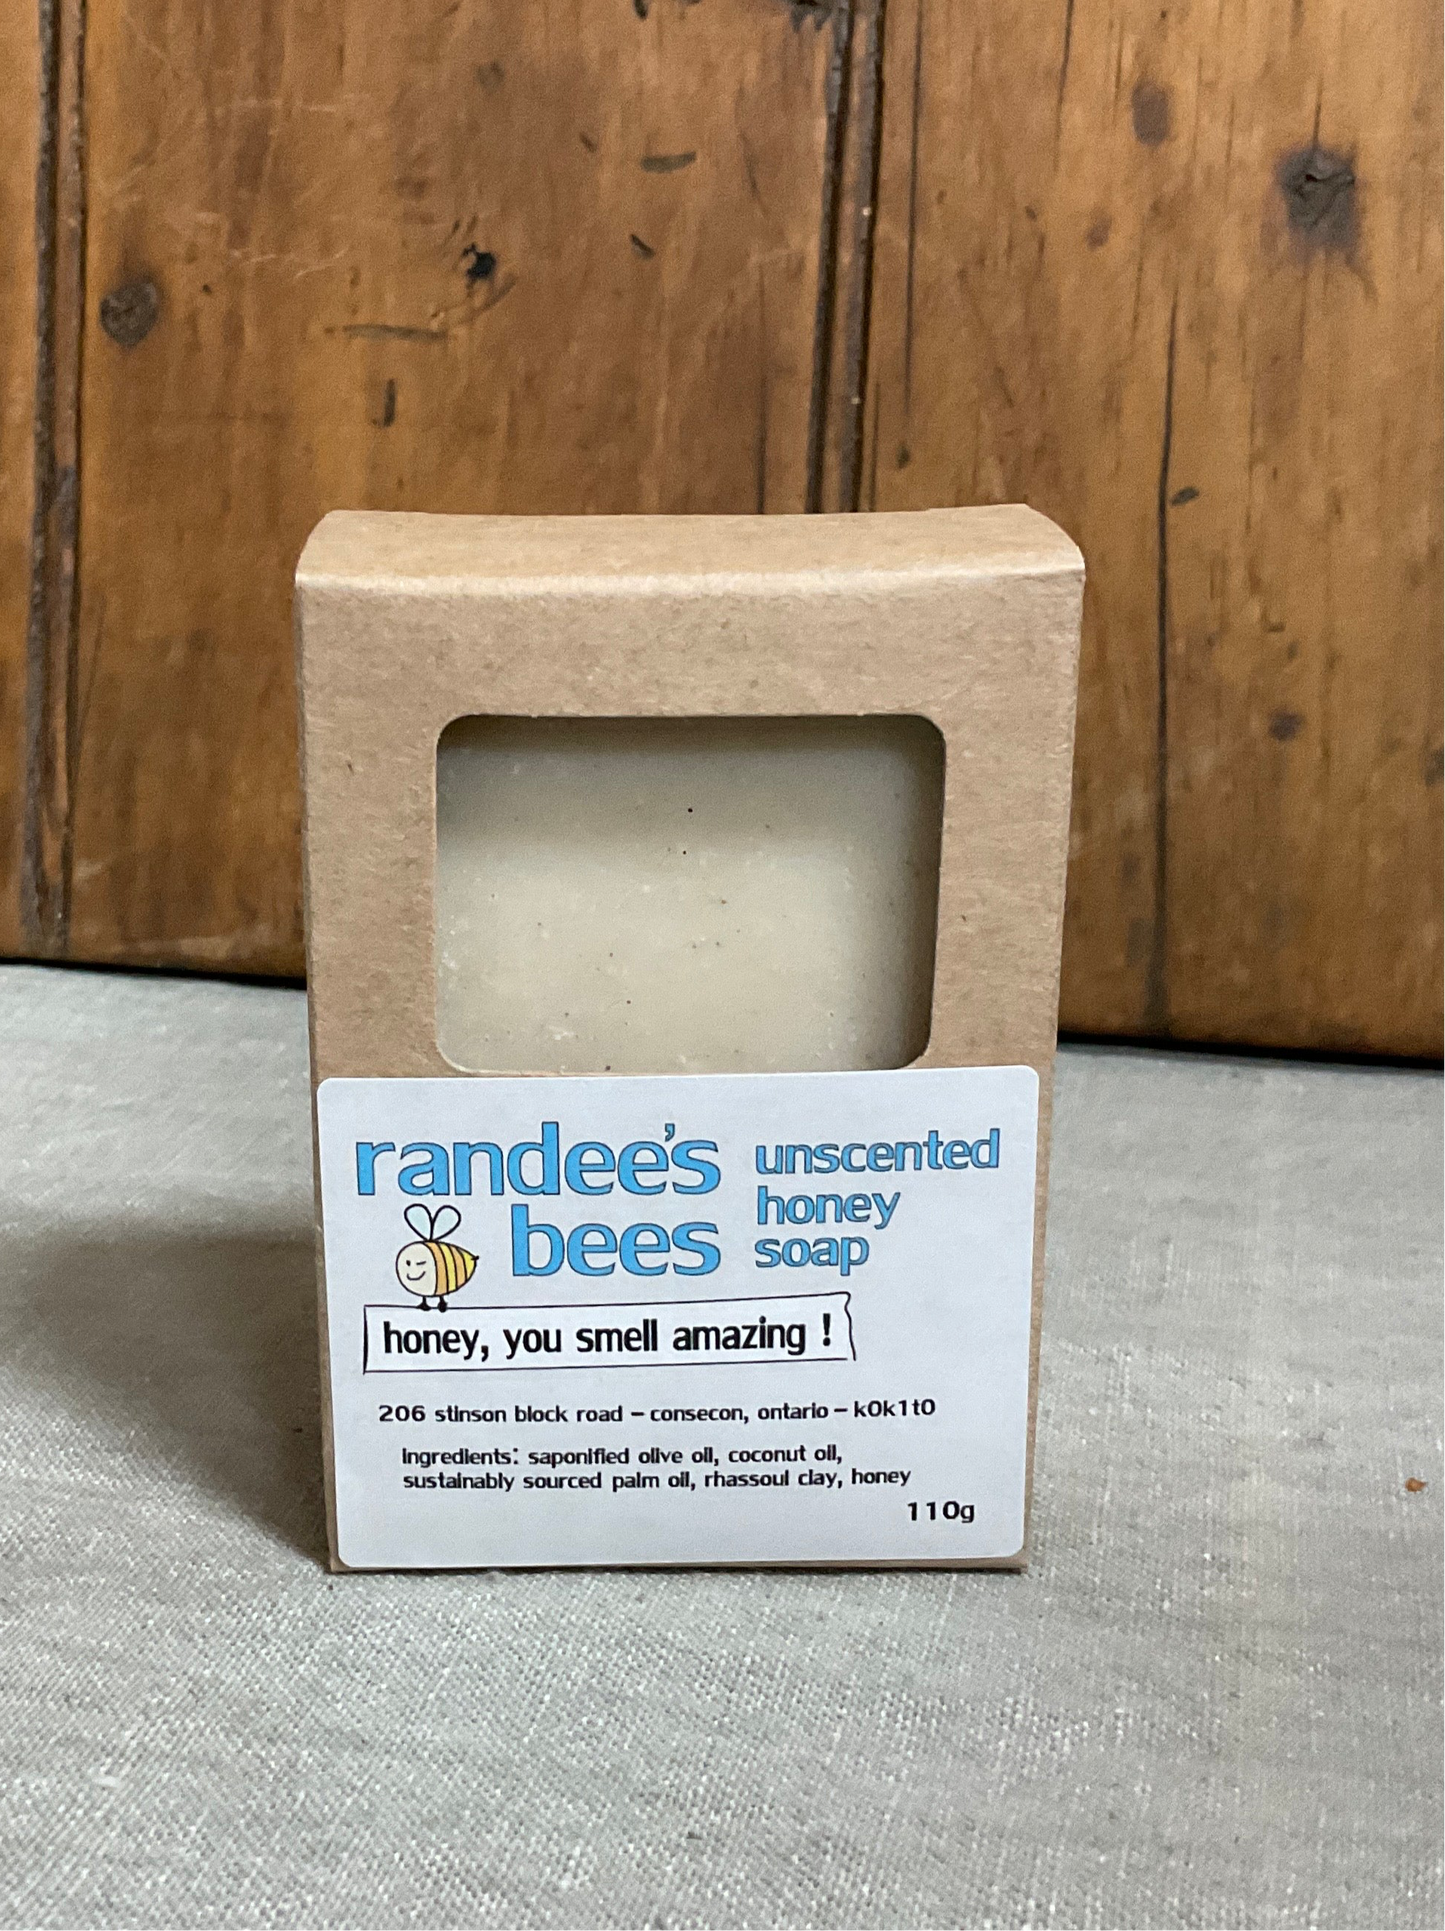 randee's
bees
unscented
honey
soap
honey, you smell amazing !
206 stinson block road – consecon, ontario – k0k1t0
ingredients: saponified olive oil, coconut oil,
sustainably sourced palm oil, rhassoul clay, honey
110g